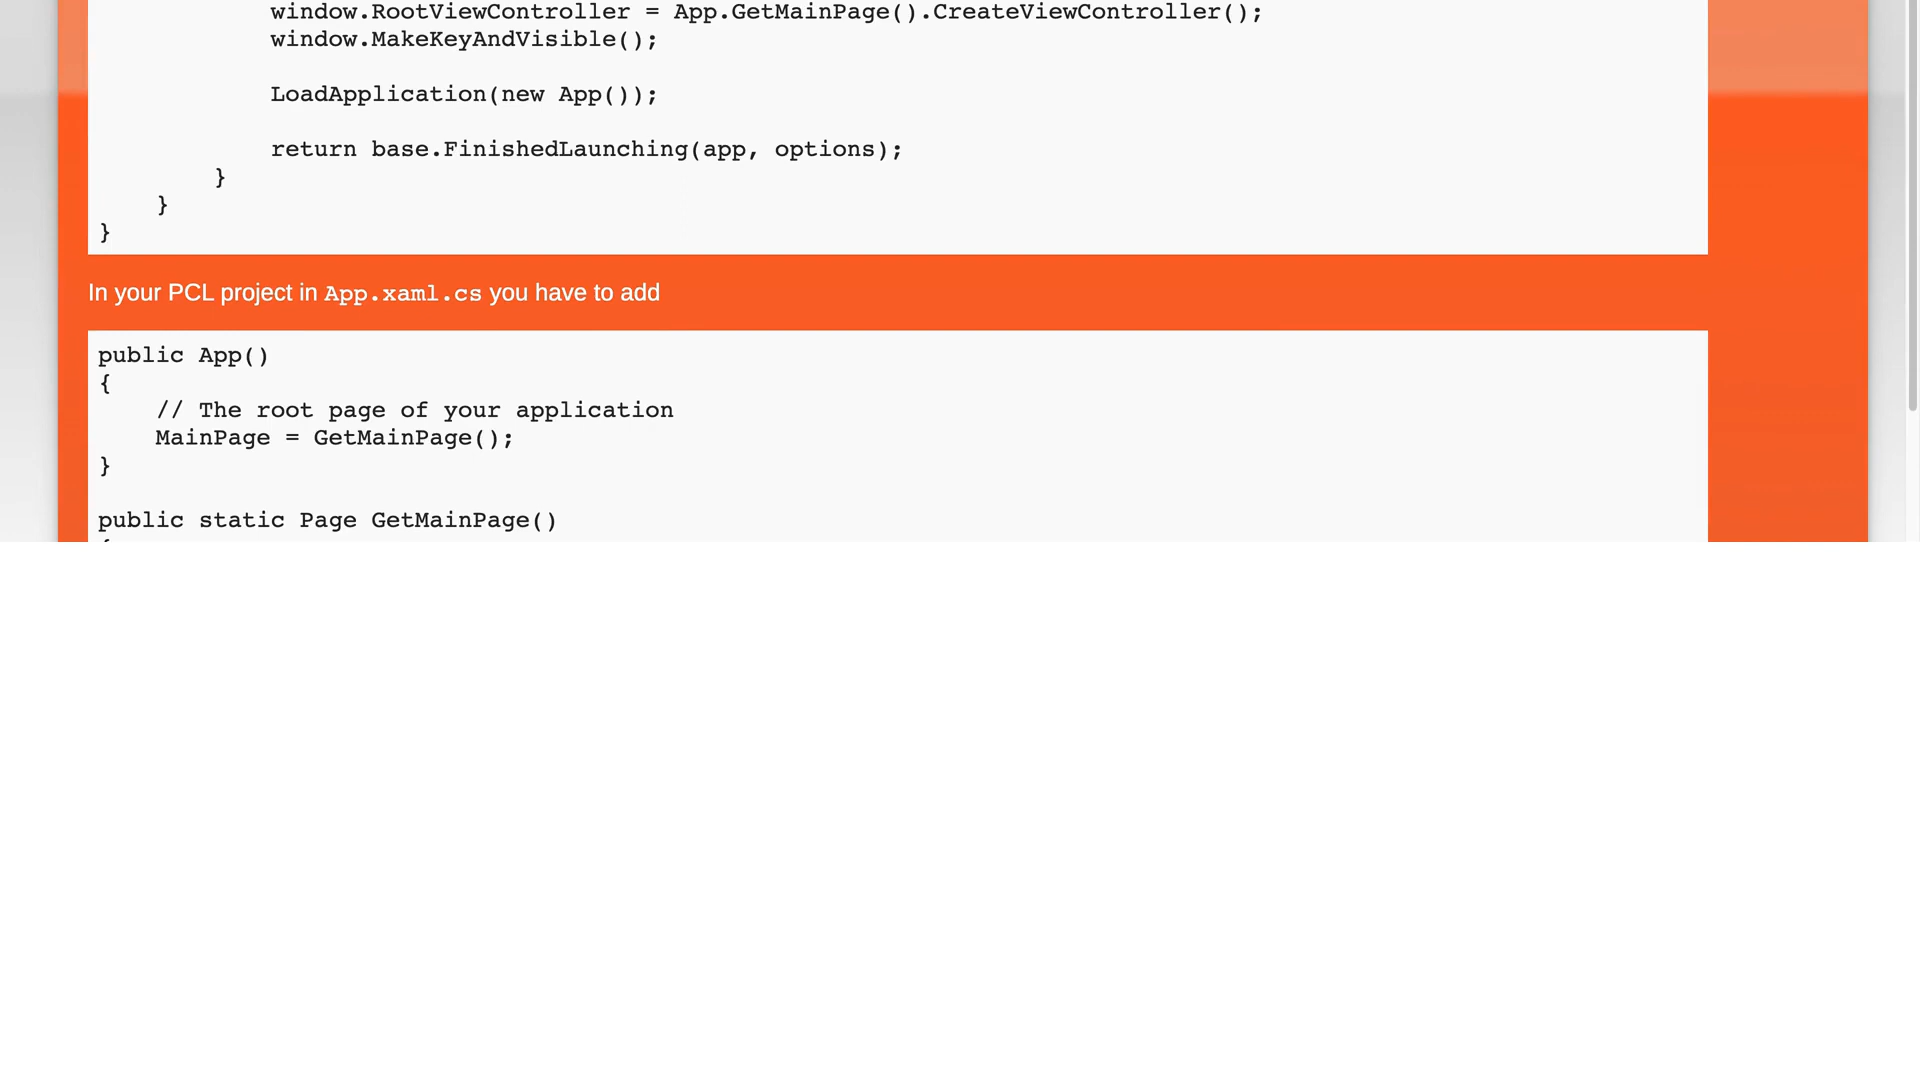 window.RootViewController = App.GetMainPage().CreateViewController();
window.MakeKeyAndVisible();
LoadApplication(new App());
return base.FinishedLaunching(app, options);
}
}
}
In your PCL project in App.xaml.cs you have to add
public App()
{
// The root page of your application
MainPage = GetMainPage();
}
public static Page GetMainPage()